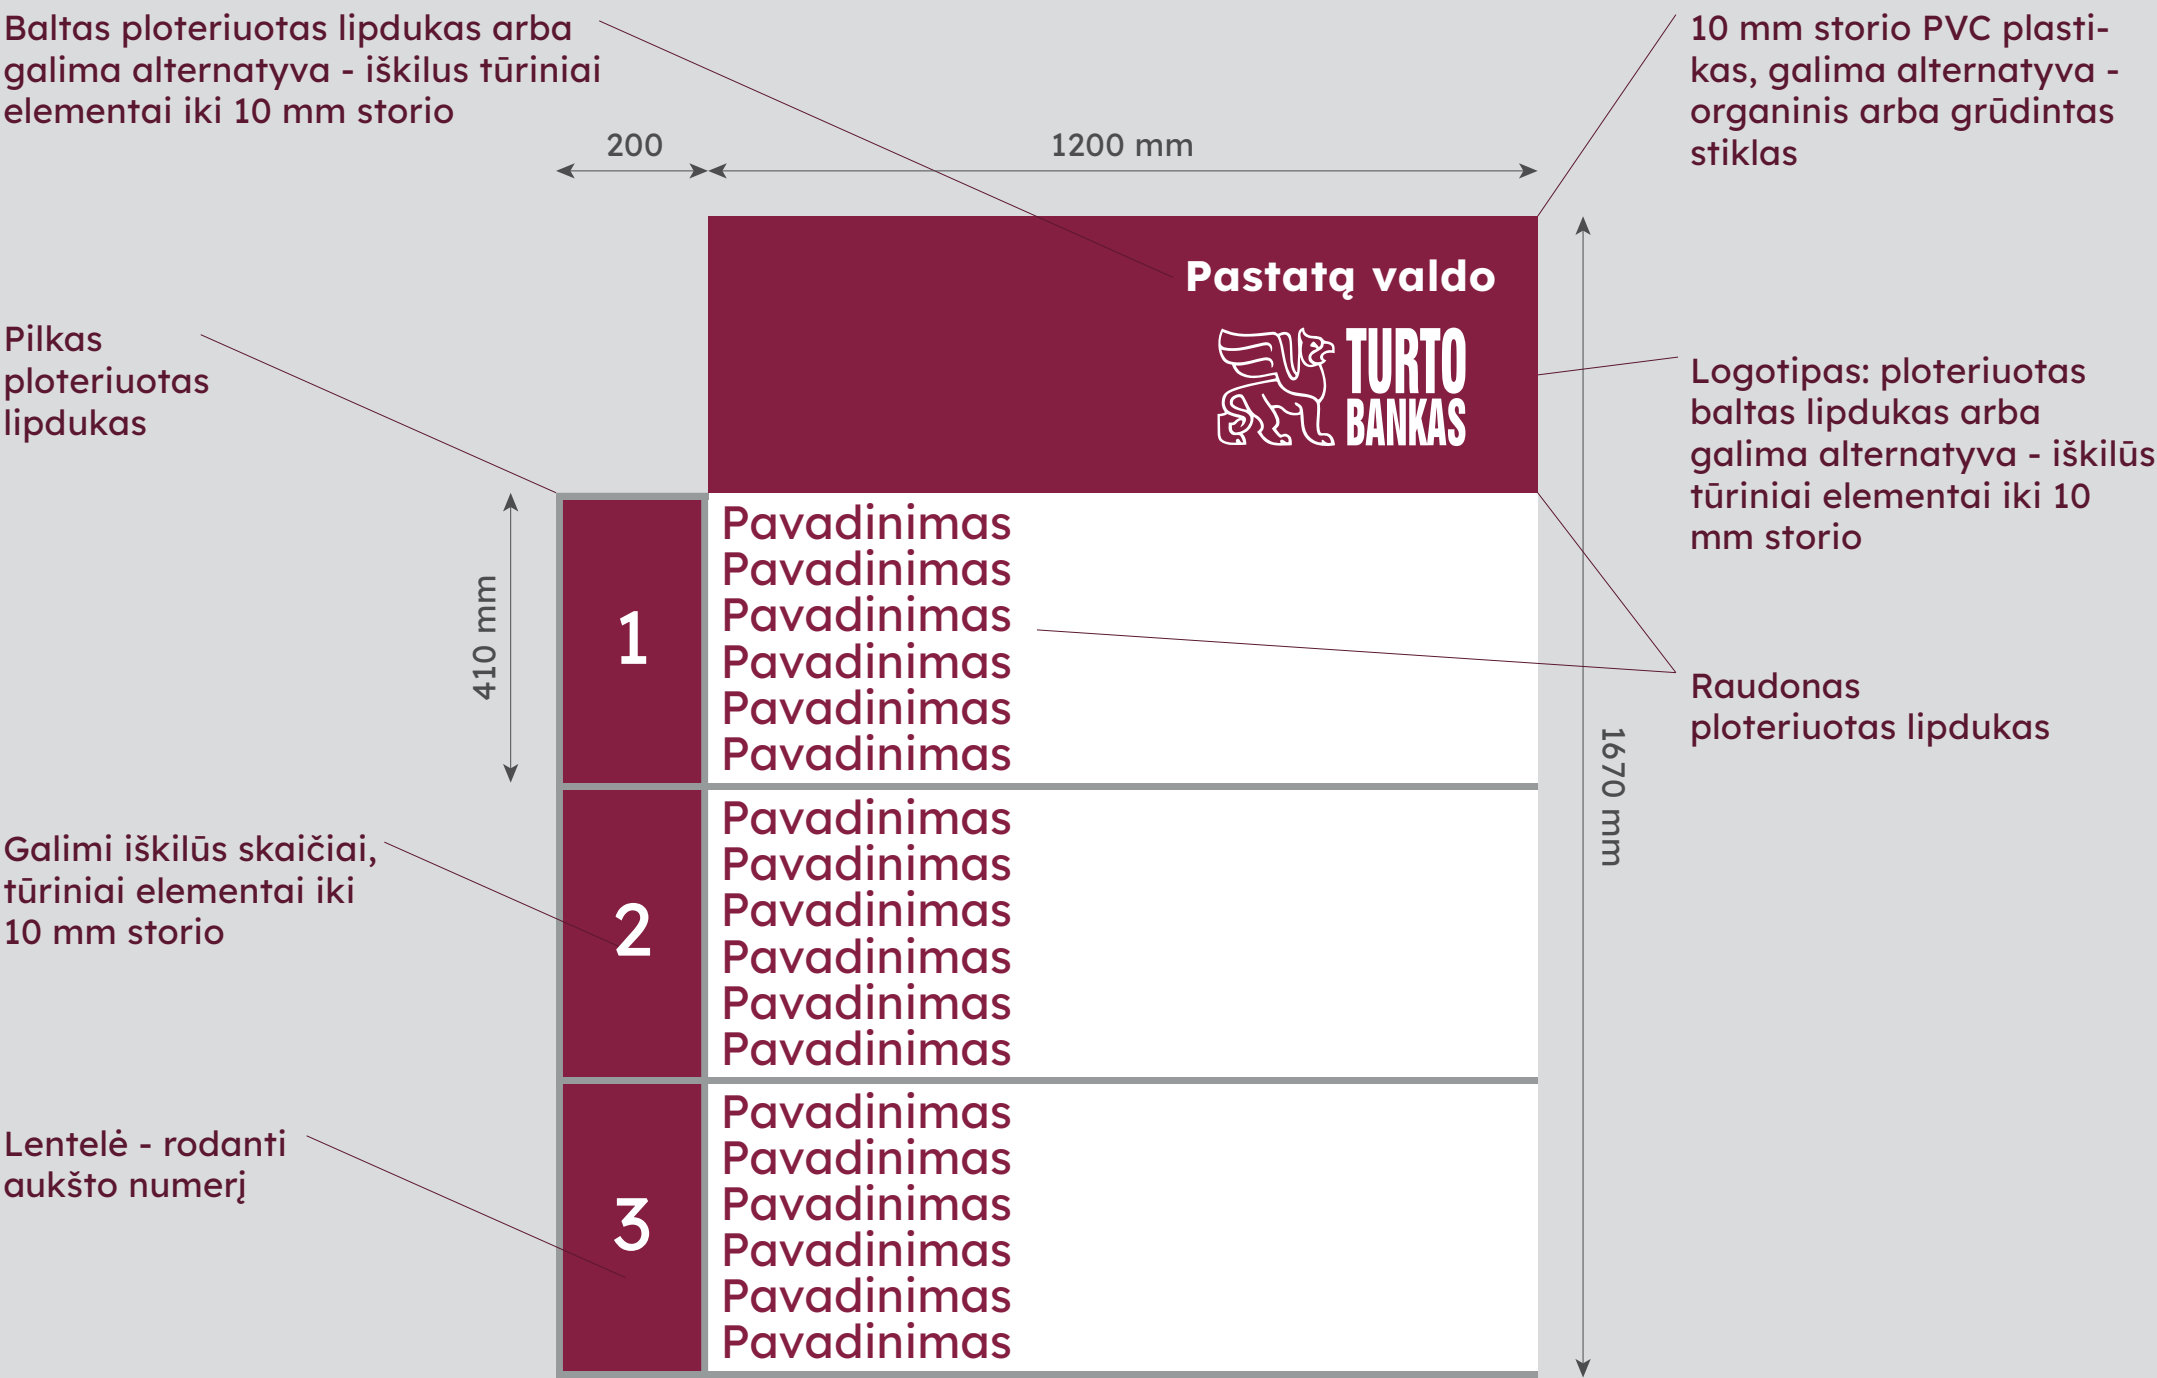 Baltas ploteriuotas lipdukas arba
galima alternatyva - iškilus tūriniai
elementai iki 10 mm storio
10 mm storio PVC plasti-
kas, galima alternatyva -
organinis arba grūdintas
stiklas
200
1200 mm
Pastatą valdo
TURTO
BANKAS
Pilkas
ploteriuotas
lipdukas
Logotipas: ploteriuotas
baltas lipdukas arba
galima alternatyva - iškilūs
tūriniai elementai iki 10
mm storio
410 mm
1
Pavadinimas
Pavadinimas
Pavadinimas
Pavadinimas
Pavadinimas
Pavadinimas
Raudonas
ploteriuotas lipdukas
1670 mm
Galimi iškilūs skaičiai,
tūriniai elementai iki
10 mm storio
2
Pavadinimas
Pavadinimas
Pavadinimas
Pavadinimas
Pavadinimas
Pavadinimas
Lentelė - rodanti
aukšto numerį
3
Pavadinimas
Pavadinimas
Pavadinimas
Pavadinimas
Pavadinimas
Pavadinimas